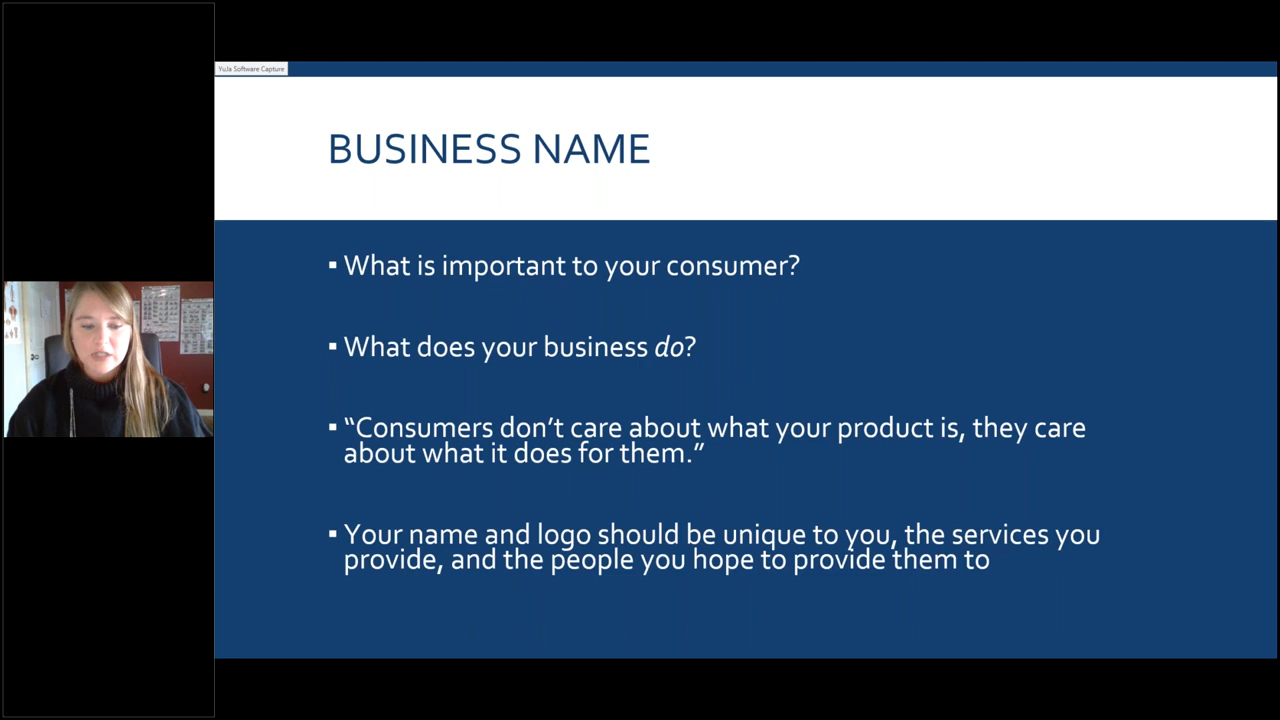 YuJa Software Capture
BUSINESS NAME
▪ What is important to your consumer?
▪ What does your business do?
▪ “Consumers don’t care about what your product is, they care
about what it does for them.”
▪ Your name and logo should be unique to you, the services you
provide, and the people you hope to provide them to